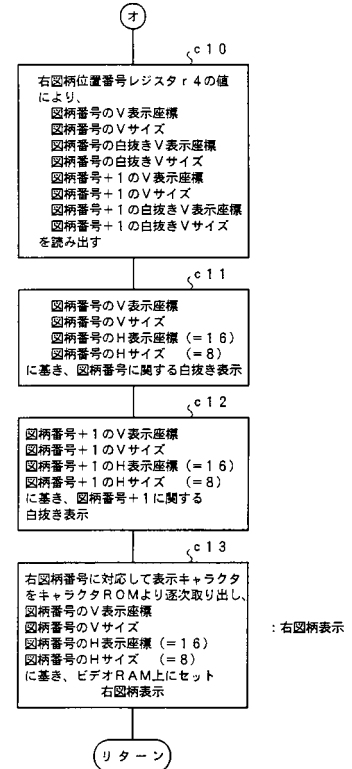 オ
c10
右図柄位置番号レジスタr4の値
により、
図柄番号のV表示座標
図柄番号のVサイズ
図柄番号の白抜きV表示座標
図柄番号の白抜きVサイズ
図柄番号+1のV表示座標
図柄番号+1のVサイズ
図柄番号+1の白抜きV表示座標
図柄番号+1の白抜きVサイズ
を読み出す
c11
図柄番号のV表示座標
図柄番号のVサイズ
図柄番号のH表示座標(=16)
図柄番号のHサイズ (=8)
に基き、図柄番号に関する白抜き表示
c12
図柄番号+1のV表示座標
図柄番号+1のVサイズ
図柄番号+1のH表示座標(=16)
図柄番号+1のHサイズ (=8)
に基き、図柄番号+1に関する
白抜き表示
c13
右図柄番号に対応して表示キャラクタ
をキャラクタROMより逐次取り出し、
図柄番号のV表示座標
図柄番号のVサイズ
図柄番号のH表示座標(=16)
図柄番号のHサイズ (=8)
に基き、ビデオRAM上にセット
右図柄表示
:右図柄表示
リターン